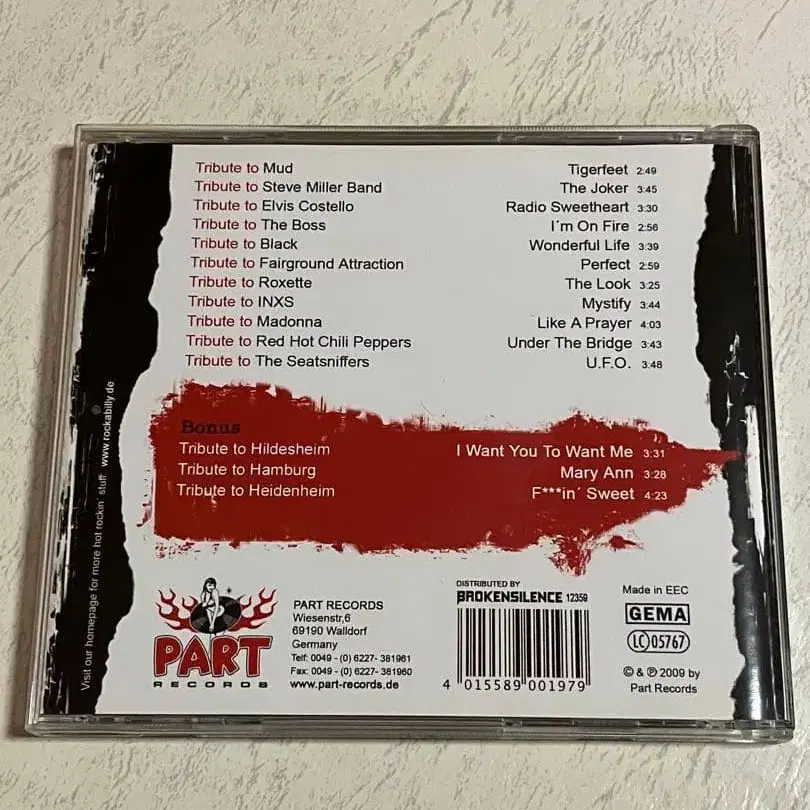 Tribute to Mud Tigerfeet 2:49
Tribute to Steve Miller Band The Joker 3:45
Tribute to Elvis Costello Radio Sweetheart 3:30
Tribute to The Boss I´m On Fire 2:56
Tribute to Black Wonderful Life 3:39
Tribute to Fairground Attraction Perfect 2:59
Tribute to Roxette The Look 3:25
Tribute to INXS Mystify 3:44
Tribute to Madonna Like A Prayer 4:03
Tribute to Red Hot Chili Peppers Under The Bridge 3:43
Tribute to The Seatsniffers U.F.O. 3:48
Bonus
Tribute to Hildesheim I Want You To Want Me 3:31
Tribute to Hamburg Mary Ann 3:28
Tribute to Heidenheim F***in´ Sweet 4:23
Visit our homepage for more hot rockin´ stuff www.rockabilly.de
PART
RECORDS
PART RECORDS
Wiesenstr,6
69190 Walldorf
Germany
Telf: 0049 - (0) 6227- 381961
Fax: 0049 - (0) 6227- 381960
www.part-records.de
DISTRIBUTED BY
BROKENSILENCE 12359
4 015589 001979
Made in EEC
GEMA
LC 05767
© & ℗ 2009 by
Part Records